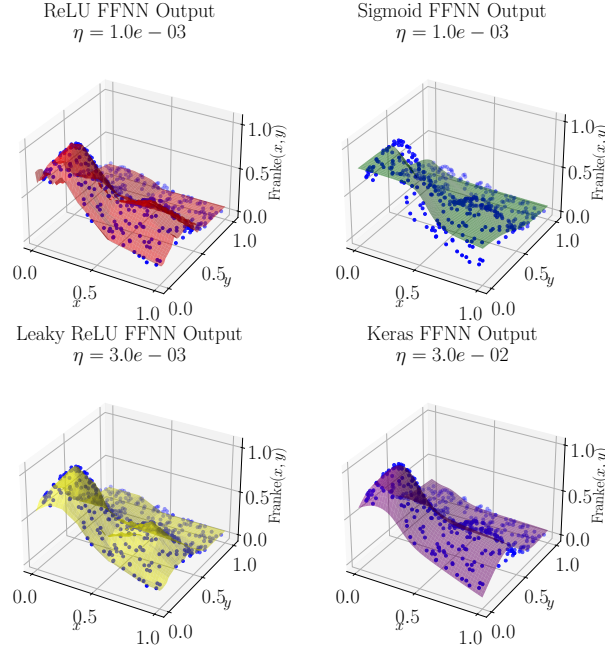 ReLU FFNN Output
η = 1.0e − 03
1.0
0.5
0.0
Franke(x, y)
0.0
0.5
1.0
x
0.0
0.5
1.0
y
Sigmoid FFNN Output
η = 1.0e − 03
1.0
0.5
0.0
Franke(x, y)
0.0
0.5
1.0
x
0.0
0.5
1.0
y
Leaky ReLU FFNN Output
η = 3.0e − 03
1.0
0.5
0.0
Franke(x, y)
0.0
0.5
1.0
x
0.0
0.5
1.0
y
Keras FFNN Output
η = 3.0e − 02
1.0
0.5
0.0
Franke(x, y)
0.0
0.5
1.0
x
0.0
0.5
1.0
y